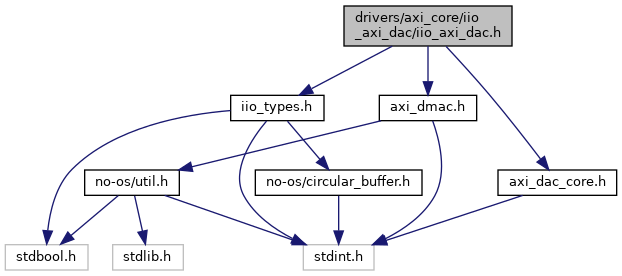 drivers/axi_core/iio
_axi_dac/iio_axi_dac.h
iio_types.h
axi_dmac.h
no-os/util.h
no-os/circular_buffer.h
axi_dac_core.h
stdbool.h
stdlib.h
stdint.h